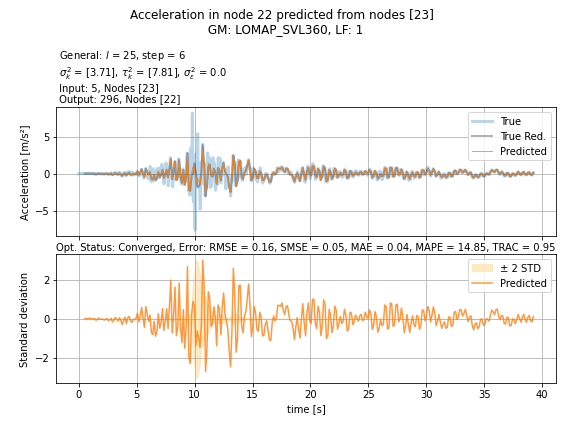 Acceleration in node 22 predicted from nodes [23]
GM: LOMAP_SVL360, LF: 1
General: l = 25, step = 6
σ²ₖ = [3.71], τ²ₖ = [7.81], σ²ε = 0.0
Input: 5, Nodes [23]
Output: 296, Nodes [22]
Acceleration [m/s²]
5
0
−5
True
True Red.
Predicted
Opt. Status: Converged, Error: RMSE = 0.16, SMSE = 0.05, MAE = 0.04, MAPE = 14.85, TRAC = 0.95
Standard deviation
2
0
−2
± 2 STD
Predicted
0 5 10 15 20 25 30 35 40
time [s]